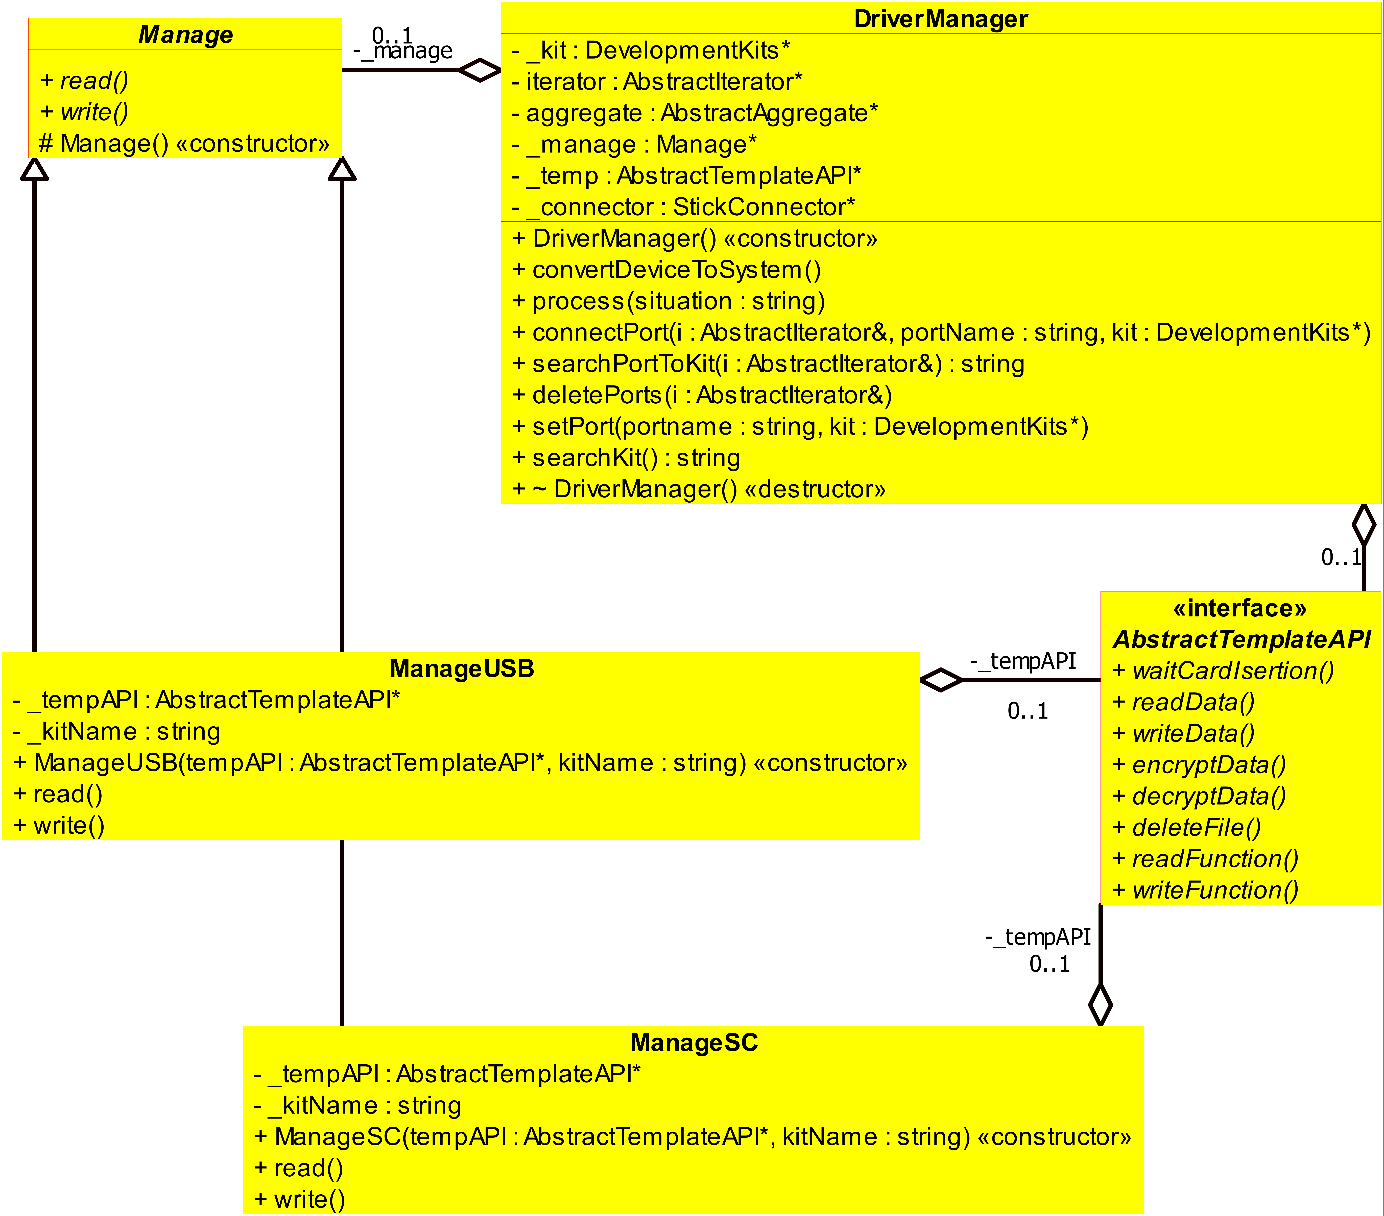 Manage
+ read()
+ write()
# Manage() «constructor»
0..1
-_manage
DriverManager
- _kit : DevelopmentKits*
- iterator : AbstractIterator*
- aggregate : AbstractAggregate*
- _manage : Manage*
- _temp : AbstractTemplateAPI*
- _connector : StickConnector*
+ DriverManager() «constructor»
+ convertDeviceToSystem()
+ process(situation : string)
+ connectPort(i : AbstractIterator&, portName : string, kit : DevelopmentKits*)
+ searchPortToKit(i : AbstractIterator&) : string
+ deletePorts(i : AbstractIterator&)
+ setPort(portname : string, kit : DevelopmentKits*)
+ searchKit() : string
+ ~ DriverManager() «destructor»
0..1
«interface»
AbstractTemplateAPI
+ waitCardIsertion()
+ readData()
+ writeData()
+ encryptData()
+ decryptData()
+ deleteFile()
+ readFunction()
+ writeFunction()
ManageUSB
- _tempAPI : AbstractTemplateAPI*
- _kitName : string
+ ManageUSB(tempAPI : AbstractTemplateAPI*, kitName : string) «constructor»
+ read()
+ write()
-_tempAPI
0..1
-_tempAPI
0..1
ManageSC
- _tempAPI : AbstractTemplateAPI*
- _kitName : string
+ ManageSC(tempAPI : AbstractTemplateAPI*, kitName : string) «constructor»
+ read()
+ write()